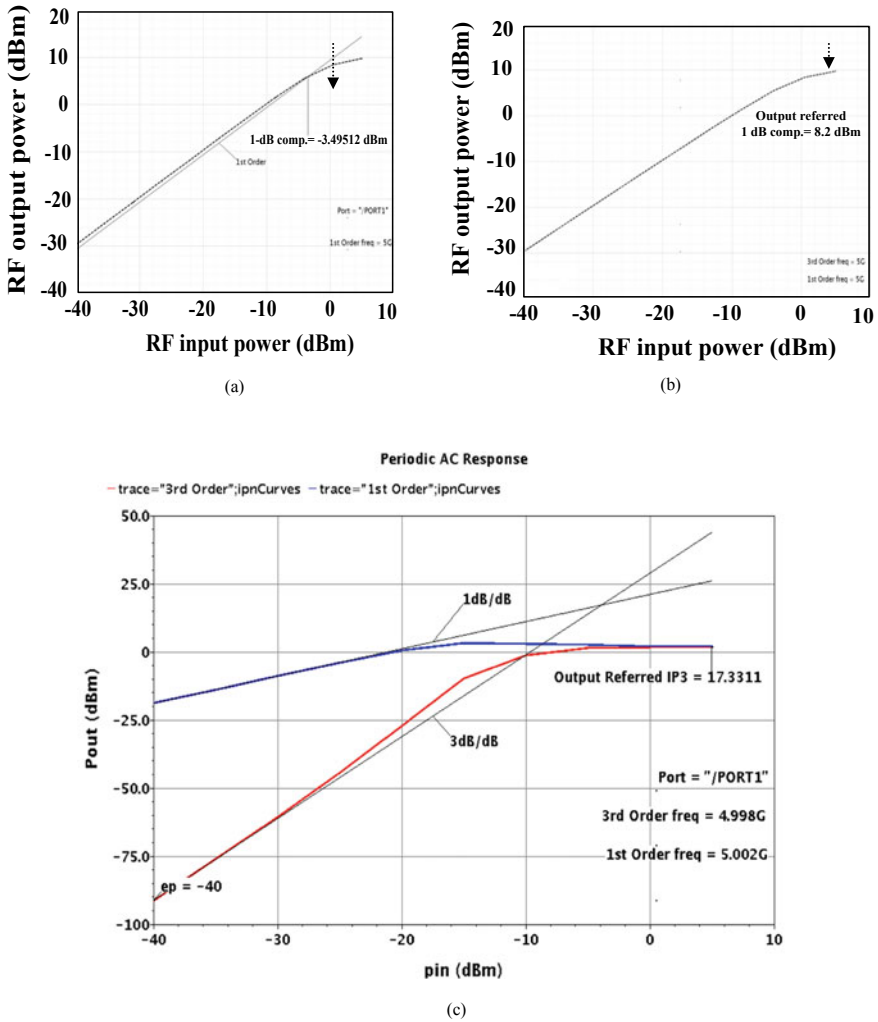 (a)
20
10
0
-10
-20
-30
-40
-40
-30
-20
-10
0
10
RF output power (dBm)
RF input power (dBm)
1-dB comp.= -3.49512 dBm
1st Order
Port = "/PORT1"
1st Order freq = 5G
(a)
(b)
20
10
0
-10
-20
-30
-40
-40
-30
-20
-10
0
10
RF output power (dBm)
RF input power (dBm)
Output referred
1 dB comp.= 8.2 dBm
3rd Order freq = 5G
1st Order freq = 5G
(b)
Periodic AC Response
trace="3rd Order";ipnCurves trace="1st Order";ipnCurves
50.0
25.0
0
-25.0
-50.0
-75.0
-100
-40
-30
-20
-10
0
10
Pout (dBm)
pin (dBm)
1dB/dB
3dB/dB
Output Referred IP3 = 17.3311
Port = "/PORT1"
3rd Order freq = 4.998G
1st Order freq = 5.002G
ep = -40
(c)